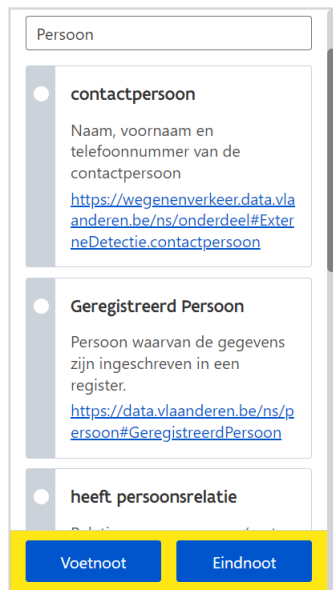 Persoon
contactpersoon
Naam, voornaam en
telefoonnummer van de
contactpersoon
https://wegenenverkeer.data.vla
anderen.be/ns/onderdeel#Exter
neDetectie.contactpersoon
Geregistreerd Persoon
Persoon waarvan de gegevens
zijn ingeschreven in een
register.
https://data.vlaanderen.be/ns/p
ersoon#GeregistreerdPersoon
heeft persoonsrelatie
Voetnoot Eindnoot